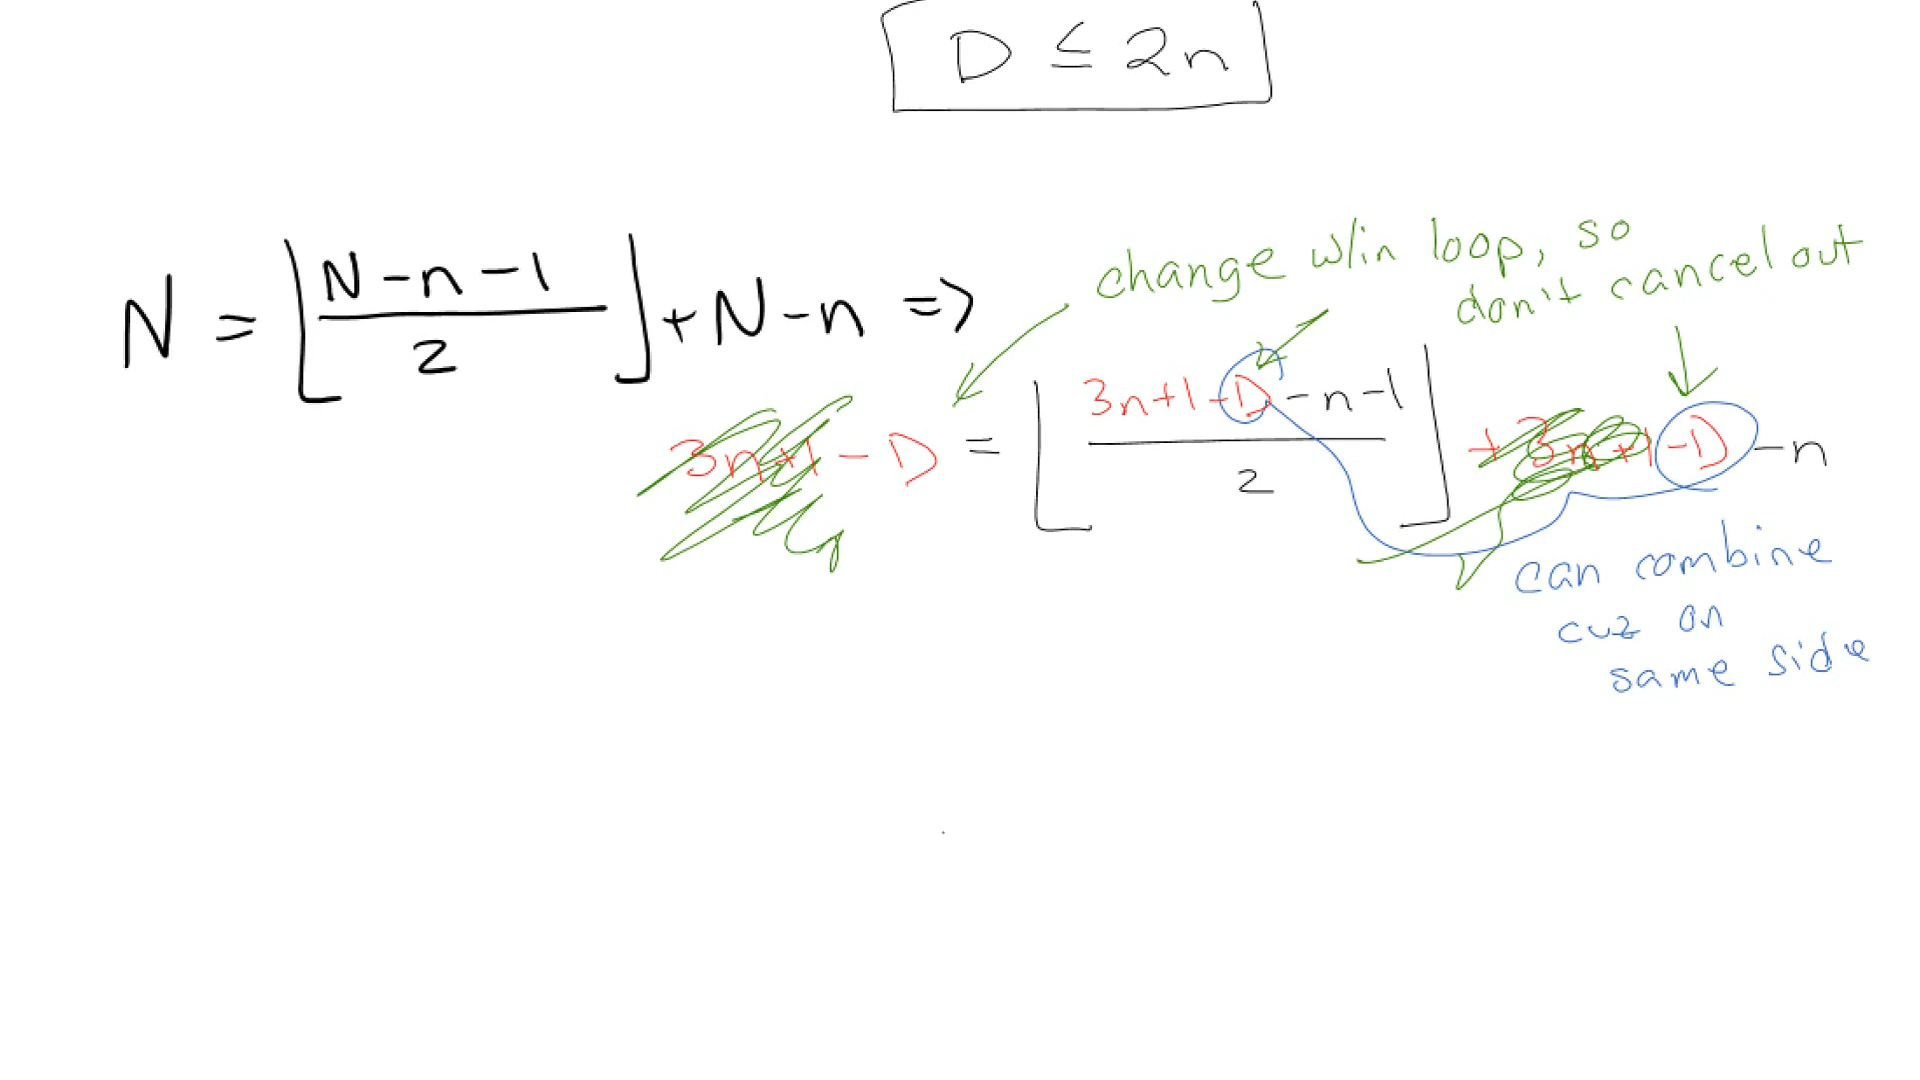 D ≤ 2n
N = ⌊(N-n-1)/2⌋ + N-n =>
change w/in loop, so
don't cancel out
3n+1 - D = ⌊(3n+1-D-n-1)/2⌋ + 3n+1-D-n
can combine
cuz on
same side